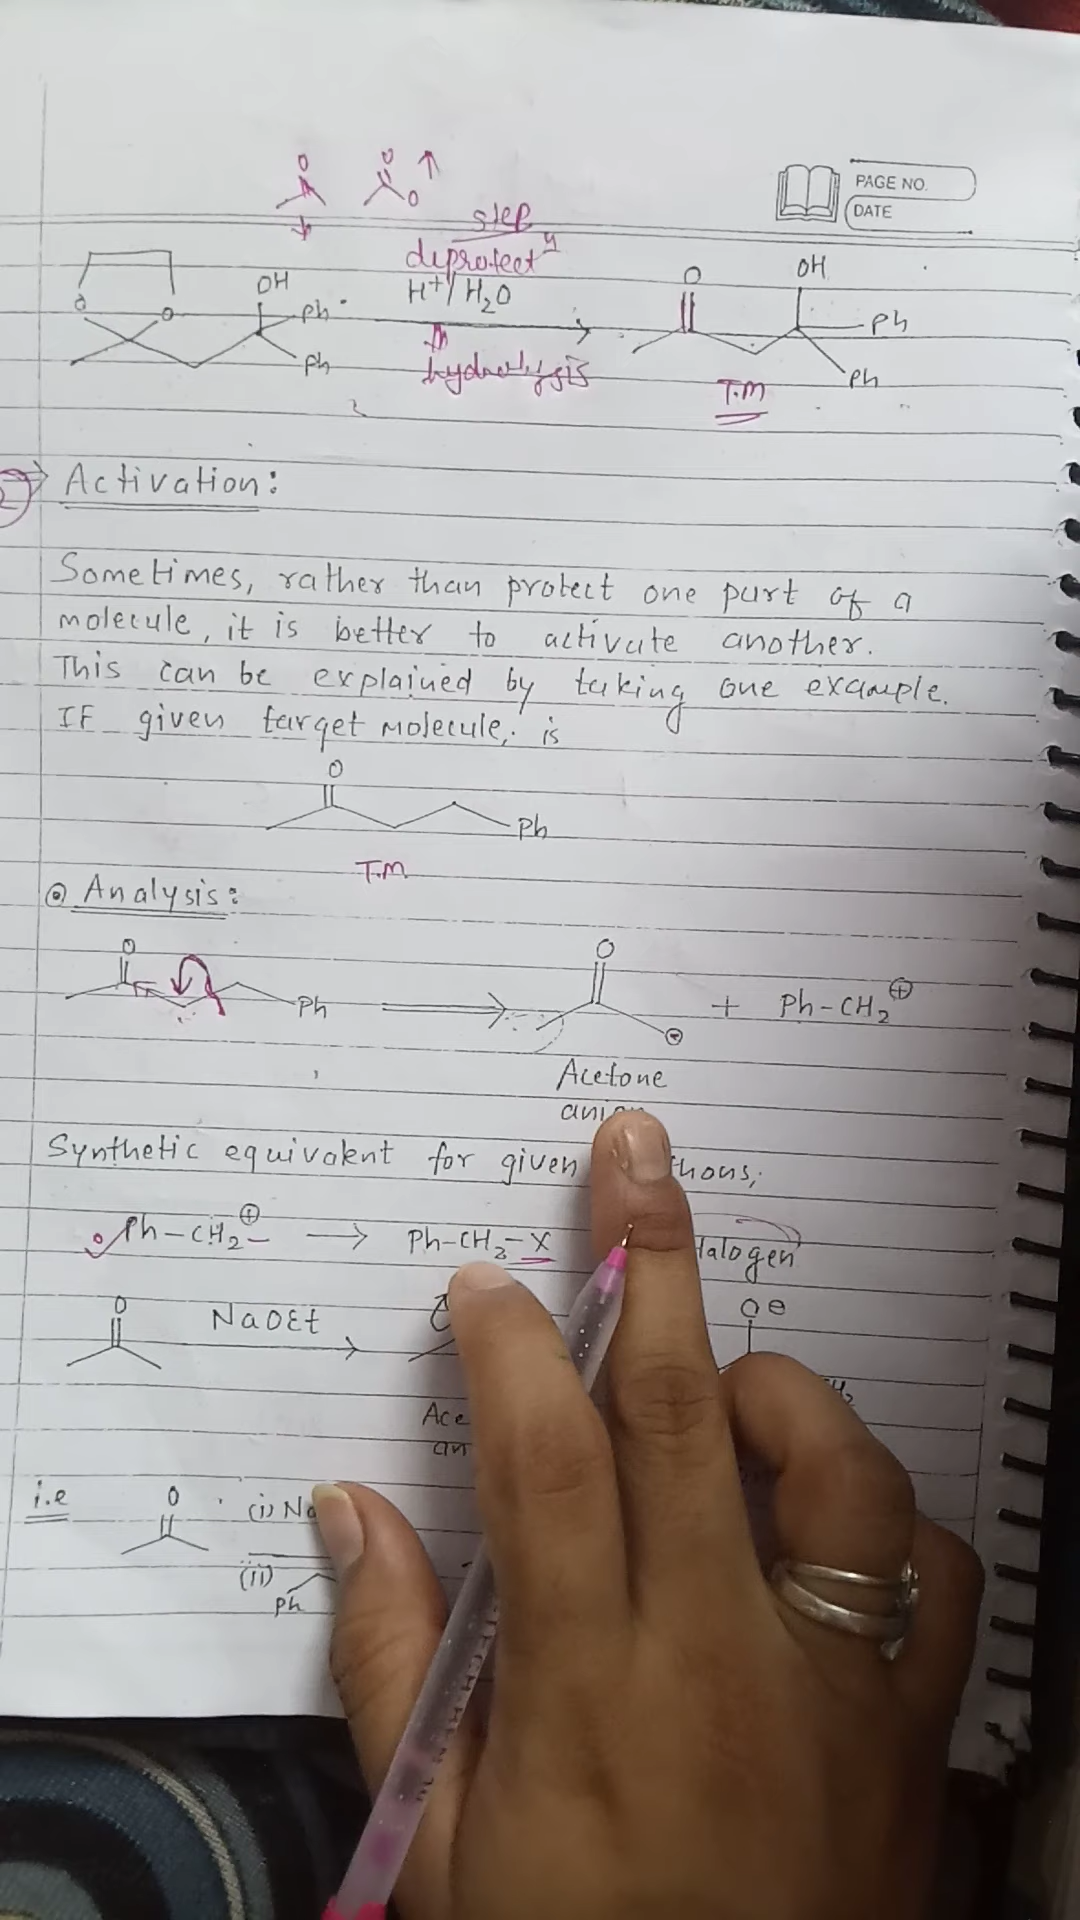 PAGE NO.
DATE
O O
O
step
deprotect
H+/H2O
hydrolysis
O O OH Ph Ph
O OH Ph Ph
T.M
Activation:
Sometimes, rather than protect one part of a
molecule, it is better to activate another.
This can be explained by taking one example.
IF given target molecule, is
O
Ph
T.M
Analysis:
O Ph O ⊖ + Ph-CH2 ⊕
Acetone
Synthetic equivalent for given
Ph-CH2 ⊕ → Ph-CH2-X Halogen
O NaOEt O⊖
i.e O (i)
(ii) Ph